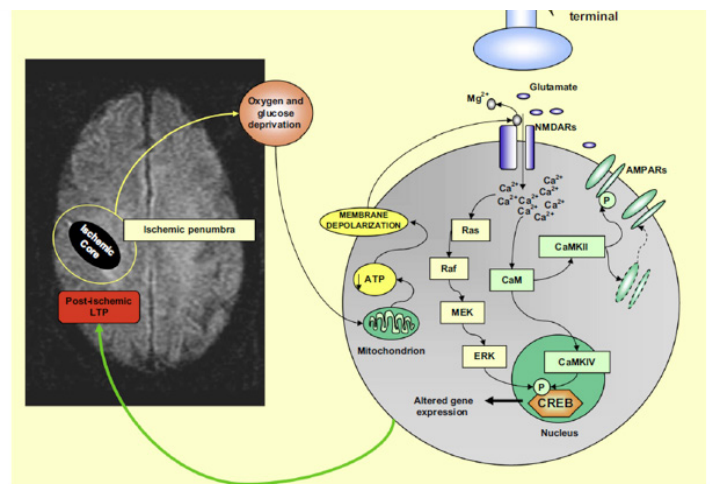 terminal
Oxygen and
glucose
deprivation
Mg2+
Glutamate
NMDARs
AMPARs
Ca2+
Ca2+
Ca2+
Ca2+
Ca2+
Ca2+
Ca2+
P
Ischemic penumbra
Ischemic
Core
MEMBRANE
DEPOLARIZATION
Ras
CaMKII
Raf
CaM
ATP
Post-ischemic
LTP
MEK
Mitochondrion
ERK
CaMKIV
P
CREB
Altered gene
expression
Nucleus